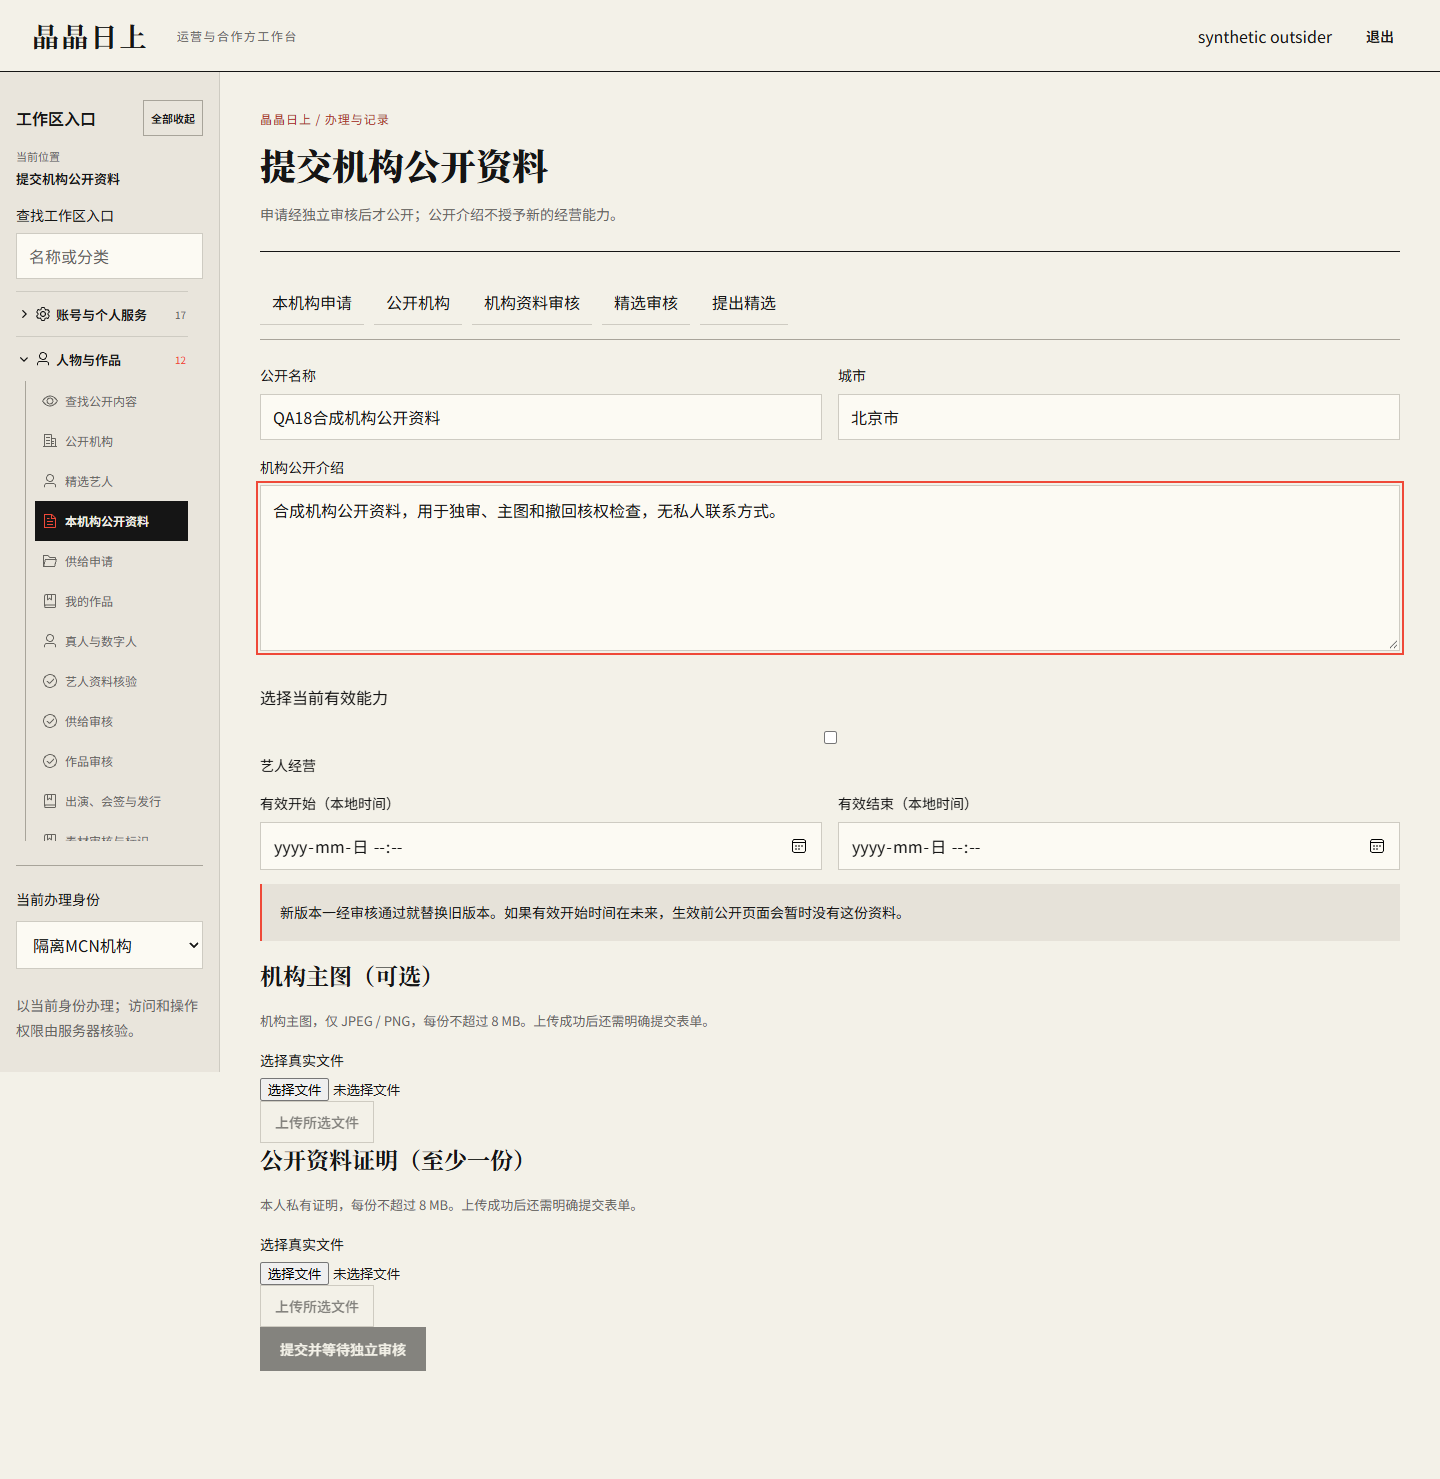 晶晶日上
运营与合作方工作台
synthetic outsider
退出
工作区入口
全部收起
当前位置
提交机构公开资料
查找工作区入口
名称或分类
账号与个人服务 17
人物与作品 12
查找公开内容
公开机构
精选艺人
本机构公开资料
供给申请
我的作品
真人与数字人
艺人资料核验
供给审核
作品审核
出演、会签与发行
素材审核与标识
当前办理身份
隔离MCN机构
以当前身份办理；访问和操作
权限由服务器核验。
晶晶日上 / 办理与记录
提交机构公开资料
申请经独立审核后才公开；公开介绍不授予新的经营能力。
本机构申请 公开机构 机构资料审核 精选审核 提出精选
公开名称 城市
QA18合成机构公开资料 北京市
机构公开介绍
合成机构公开资料，用于独审、主图和撤回核权检查，无私人联系方式。
选择当前有效能力
艺人经营
有效开始（本地时间） 有效结束（本地时间）
yyyy-mm-日 --:-- yyyy-mm-日 --:--
新版本一经审核通过就替换旧版本。如果有效开始时间在未来，生效前公开页面会暂时没有这份资料。
机构主图（可选）
机构主图，仅 JPEG / PNG，每份不超过 8 MB。上传成功后还需明确提交表单。
选择真实文件
选择文件 未选择文件
上传所选文件
公开资料证明（至少一份）
本人私有证明，每份不超过 8 MB。上传成功后还需明确提交表单。
选择真实文件
选择文件 未选择文件
上传所选文件
提交并等待独立审核